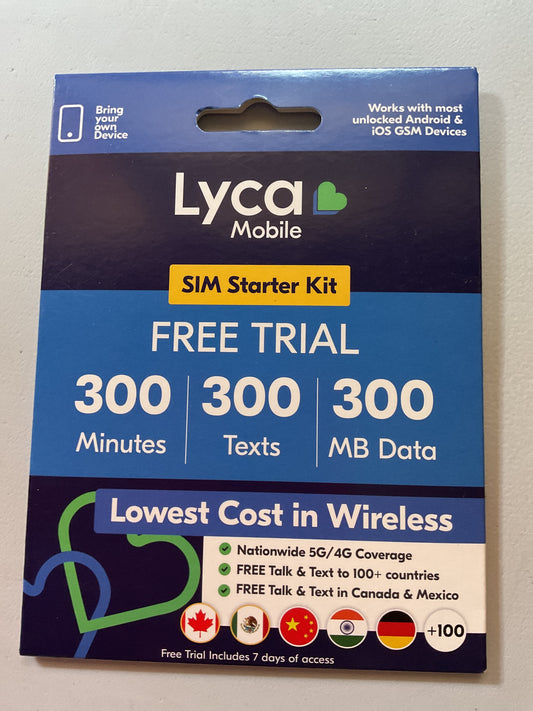 Bring
your
own
Device
Works with most
unlocked Android &
iOS GSM Devices
Lyca
Mobile
SIM Starter Kit
FREE TRIAL
300 300 300
Minutes Texts MB Data
Lowest Cost in Wireless
Nationwide 5G/4G Coverage
FREE Talk & Text to 100+ countries
FREE Talk & Text in Canada & Mexico
+100
Free Trial Includes 7 days of access